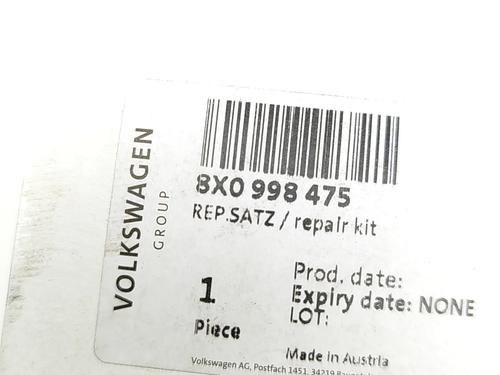 VOLKSWAGEN
GROUP
8X0 998 475
REP.SATZ / repair kit
1
Piece
Prod. date:
Expiry date: NONE
LOT:
Made in Austria
Volkswagen AG, Postfach 1451, 34219